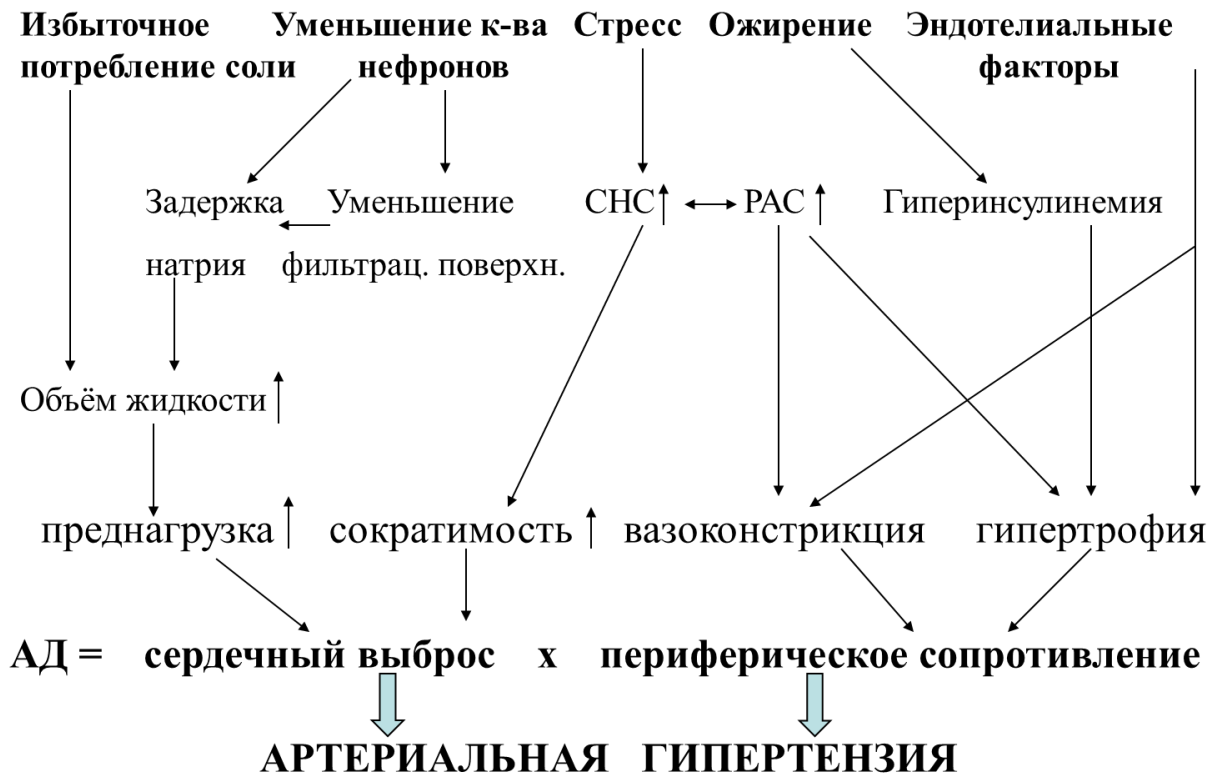 Избыточное Уменьшение к-ва Стресс Ожирение Эндотелиальные
потребление соли нефронов факторы
Задержка Уменьшение СНС РАС Гиперинсулинемия
натрия фильтрац. поверхн.
Объём жидкости
преднагрузка сократимость вазоконстрикция гипертрофия
АД = сердечный выброс х периферическое сопротивление
АРТЕРИАЛЬНАЯ ГИПЕРТЕНЗИЯ